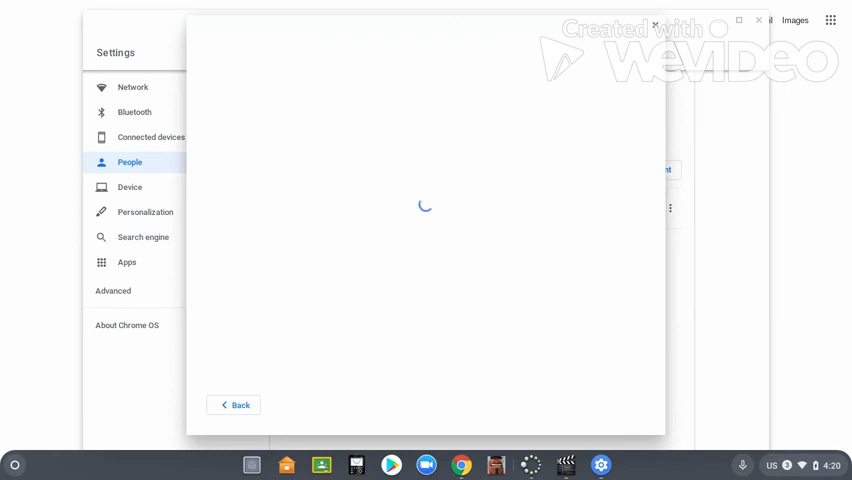 Created with
WEVIDEO
Images
Settings
Network
Bluetooth
Connected devices
People
Device
Personalization
Search engine
Apps
Advanced
About Chrome OS
Back
US 3 4:20